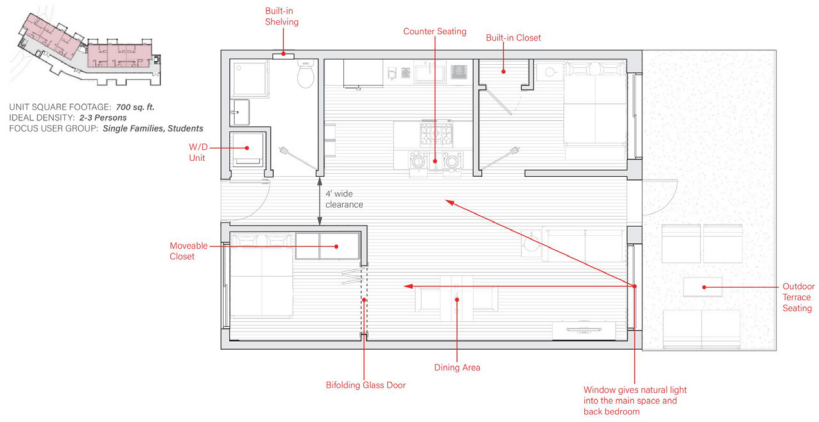 Built-in
Shelving
Counter Seating
Built-in Closet
UNIT SQUARE FOOTAGE: 700 sq. ft.
IDEAL DENSITY: 2-3 Persons
FOCUS USER GROUP: Single Families, Students
W/D
Unit
4' wide
clearance
Moveable
Closet
Outdoor
Terrace
Seating
Dining Area
Bifolding Glass Door
Window gives natural light
into the main space and
back bedroom